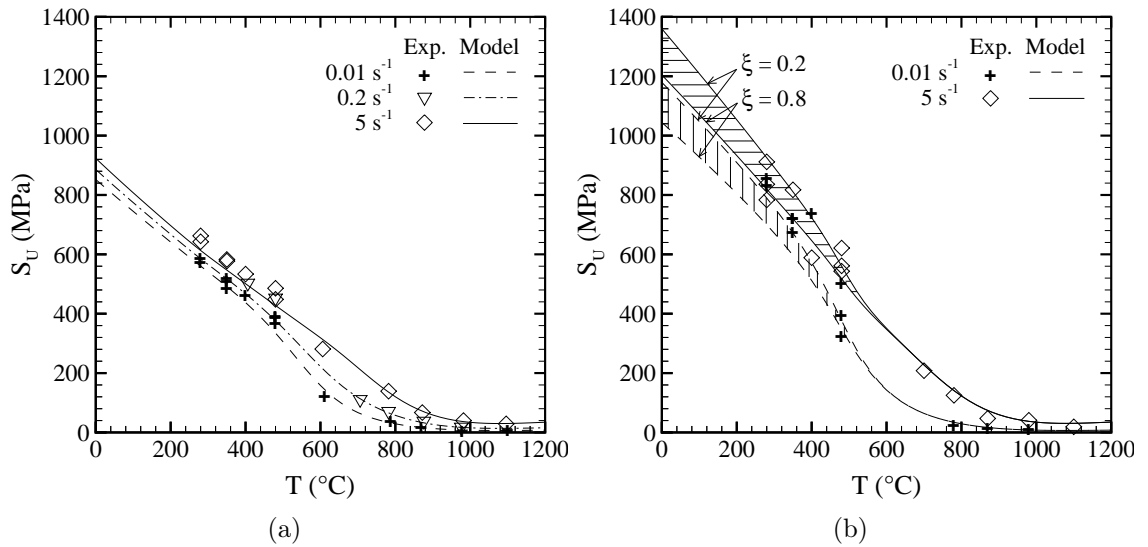 1400
1200
1000
800
600
400
200
0
S_U (MPa)
Exp. Model
0.01 s⁻¹
0.2 s⁻¹
5 s⁻¹
0 200 400 600 800 1000 1200
T (°C)
(a)
1400
1200
1000
800
600
400
200
0
S_U (MPa)
Exp. Model
ξ = 0.2
0.01 s⁻¹
ξ = 0.8
5 s⁻¹
0 200 400 600 800 1000 1200
T (°C)
(b)